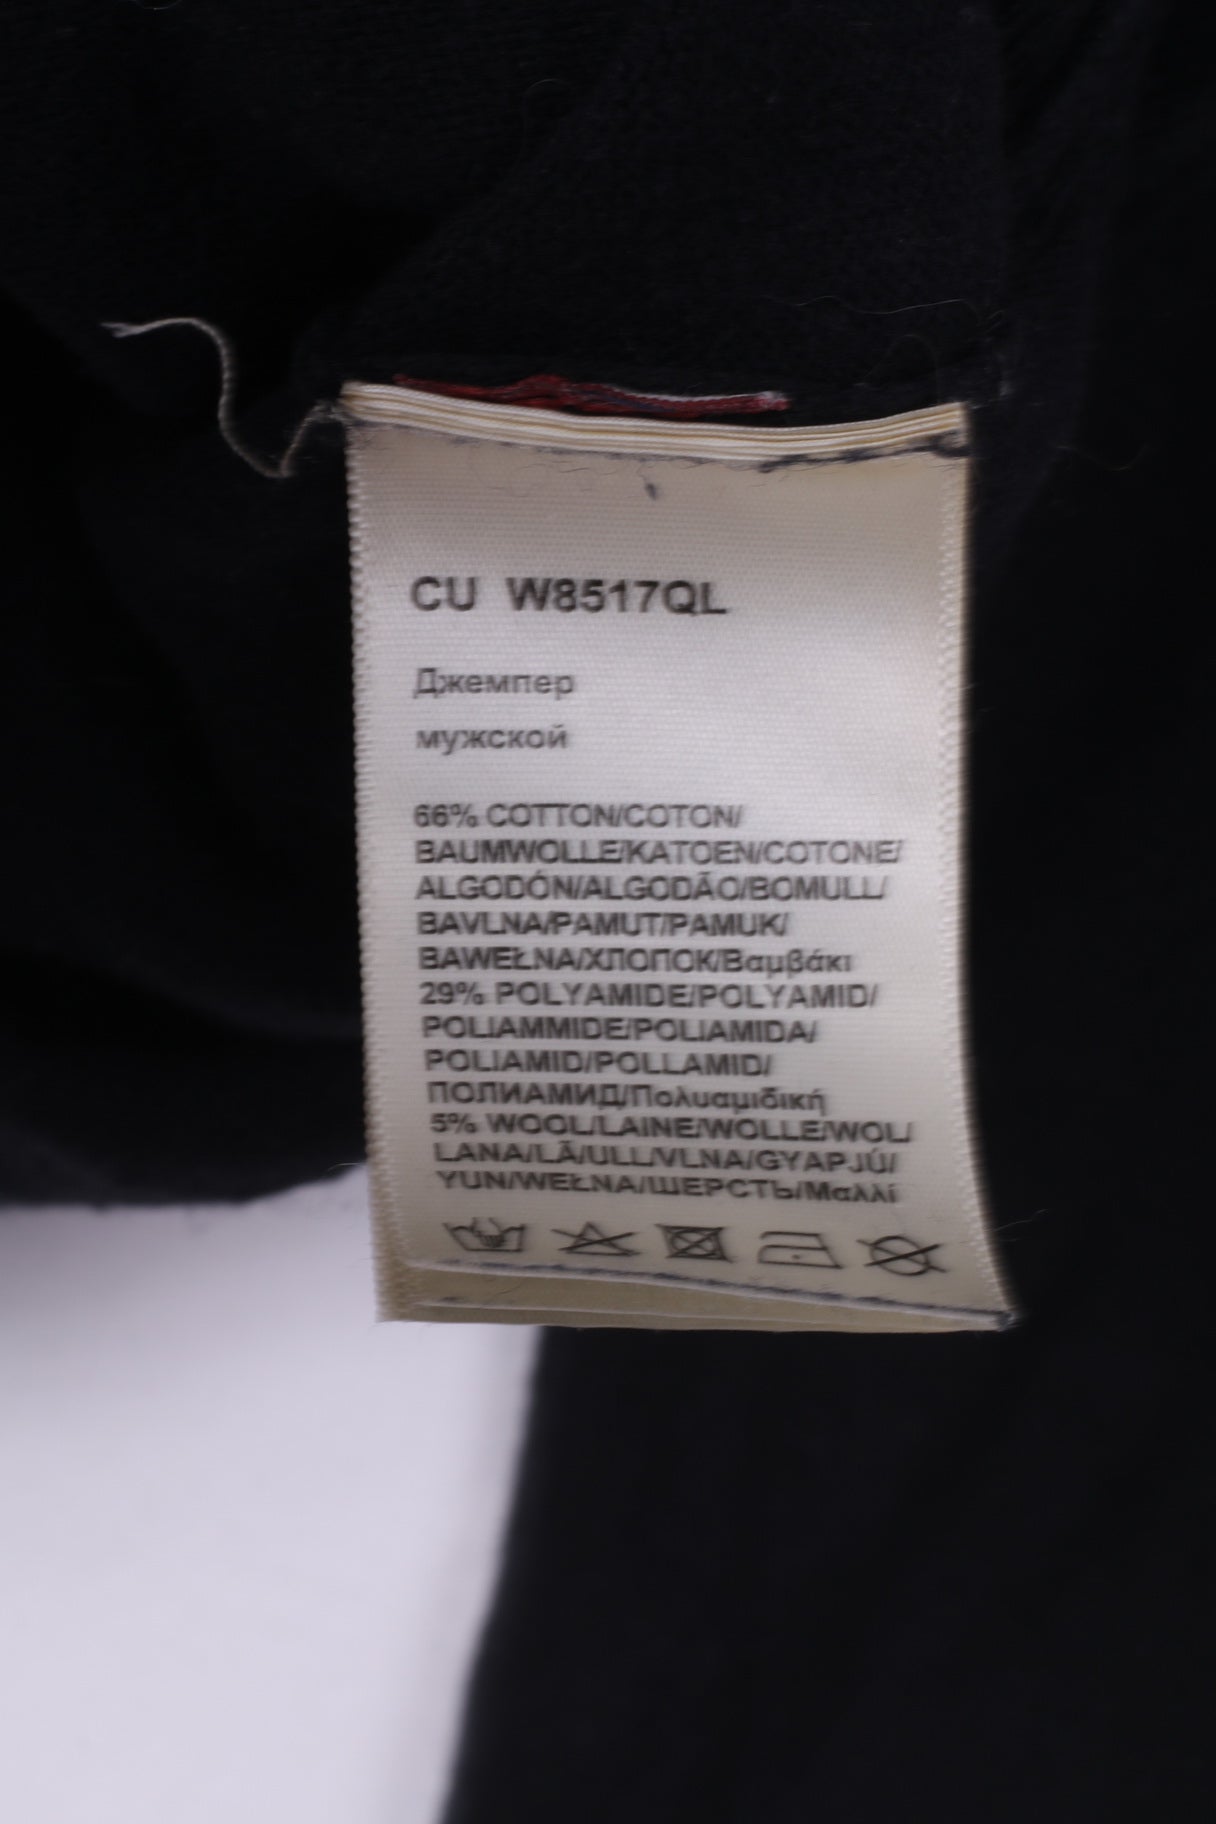 CU W8517QL
Джемпер
мужской
66% COTTON/COTON/
BAUMWOLLE/KATOEN/COTONE/
ALGODÓN/ALGODÃO/BOMULL/
BAVLNA/PAMUT/PAMUK/
BAWEŁNA/ХЛОПОК/Βαμβάκι
29% POLYAMIDE/POLYAMID/
POLIAMMIDE/POLIAMIDA/
POLIAMID/POLLAMID/
ПОЛИАМИД/Πολυαμιδική
5% WOOL/LAINE/WOLLE/WOL/
LANA/LÃ/ULL/VLNA/GYAPJÚ/
YUN/WEŁNA/ШЕРСТЬ/Μαλλί